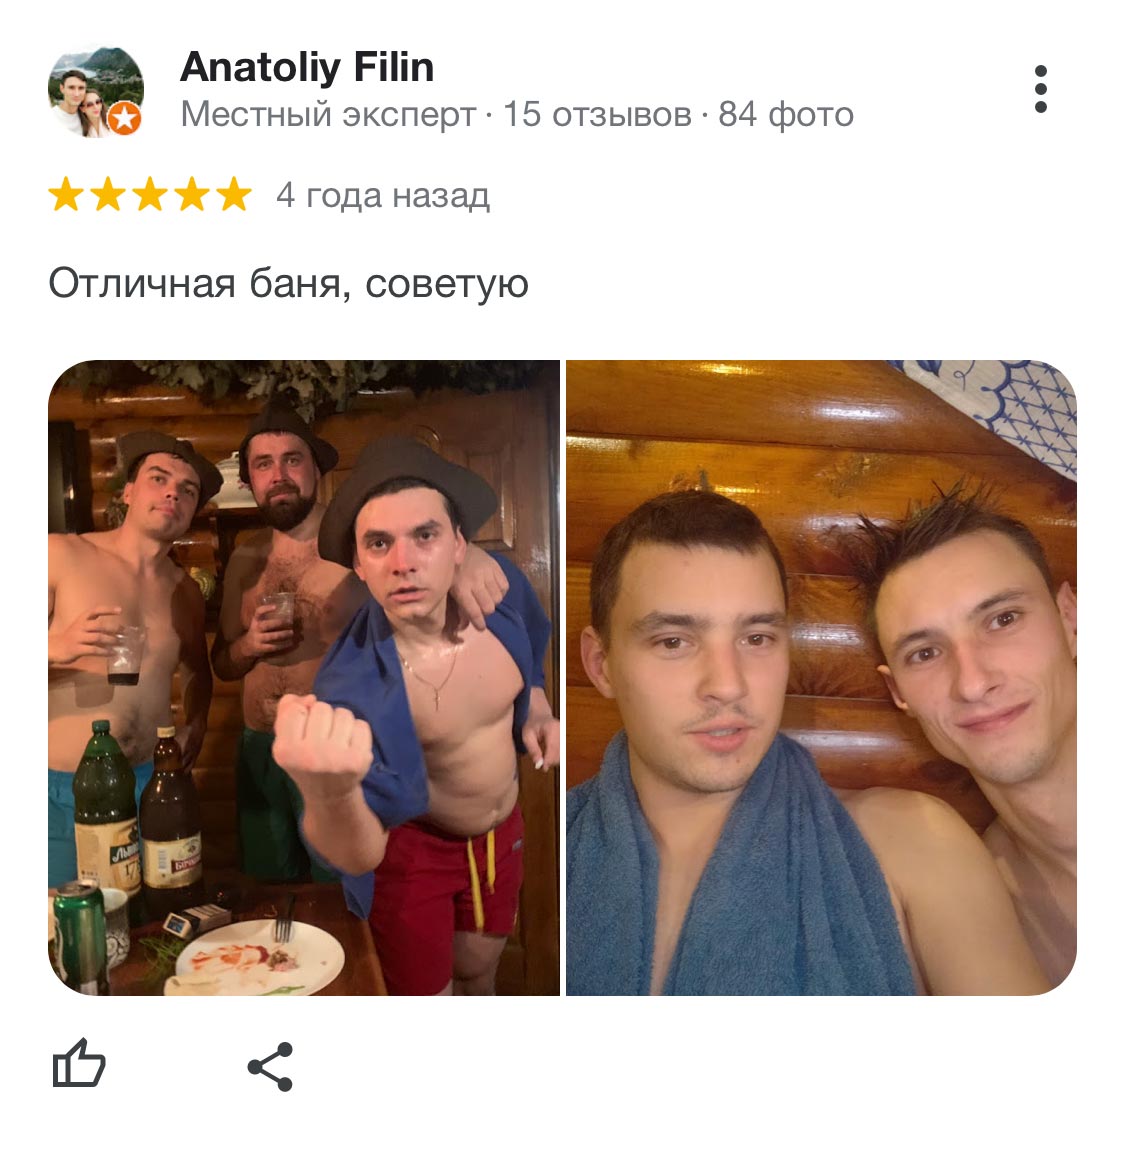 Anatoliy Filin
Местный эксперт · 15 отзывов · 84 фото
4 года назад
Отличная баня, советую